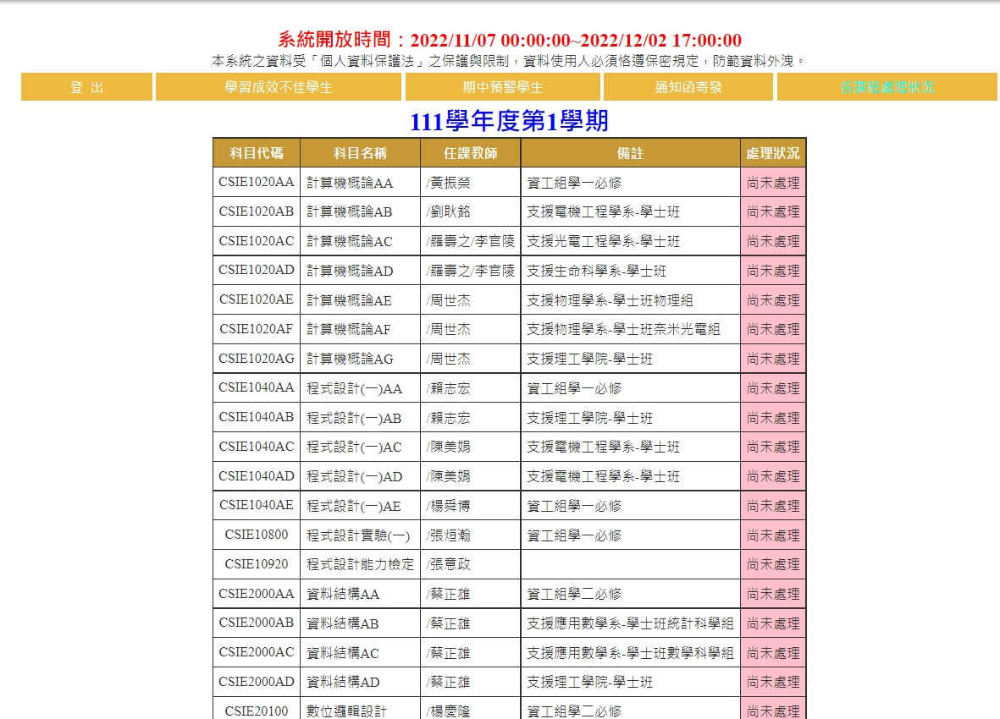 系統開放時間：2022/11/07 00:00:00~2022/12/02 17:00:00
本系統之資料受「個人資料保護法」之保護與限制，資料使用人必須恪遵保密規定，防範資料外洩。
登 出 學習成效不佳學生 期中預警學生 通知函寄發 各課程處理狀況
111學年度第1學期
科目代碼 科目名稱 任課教師 備註 處理狀況
CSIE1020AA 計算機概論AA /黃振榮 資工組學一必修 尚未處理
CSIE1020AB 計算機概論AB /劉耿銘 支援電機工程學系-學士班 尚未處理
CSIE1020AC 計算機概論AC /羅壽之/李官陵 支援光電工程學系-學士班 尚未處理
CSIE1020AD 計算機概論AD /羅壽之/李官陵 支援生命科學系-學士班 尚未處理
CSIE1020AE 計算機概論AE /周世杰 支援物理學系-學士班物理組 尚未處理
CSIE1020AF 計算機概論AF /周世杰 支援物理學系-學士班奈米光電組 尚未處理
CSIE1020AG 計算機概論AG /周世杰 支援理工學院-學士班 尚未處理
CSIE1040AA 程式設計(一)AA /賴志宏 資工組學一必修 尚未處理
CSIE1040AB 程式設計(一)AB /賴志宏 支援理工學院-學士班 尚未處理
CSIE1040AC 程式設計(一)AC /陳美娟 支援電機工程學系-學士班 尚未處理
CSIE1040AD 程式設計(一)AD /陳美娟 支援電機工程學系-學士班 尚未處理
CSIE1040AE 程式設計(一)AE /楊舜博 資工組學一必修 尚未處理
CSIE10800 程式設計實驗(一) /張烜瀚 資工組學一必修 尚未處理
CSIE10920 程式設計能力檢定 /張意政 尚未處理
CSIE2000AA 資料結構AA /蔡正雄 資工組學二必修 尚未處理
CSIE2000AB 資料結構AB /蔡正雄 支援應用數學系-學士班統計科學組 尚未處理
CSIE2000AC 資料結構AC /蔡正雄 支援應用數學系-學士班數學科學組 尚未處理
CSIE2000AD 資料結構AD /蔡正雄 支援理工學院-學士班 尚未處理
CSIE20100 數位邏輯設計 /楊慶隆 資工組學二必修 尚未處理